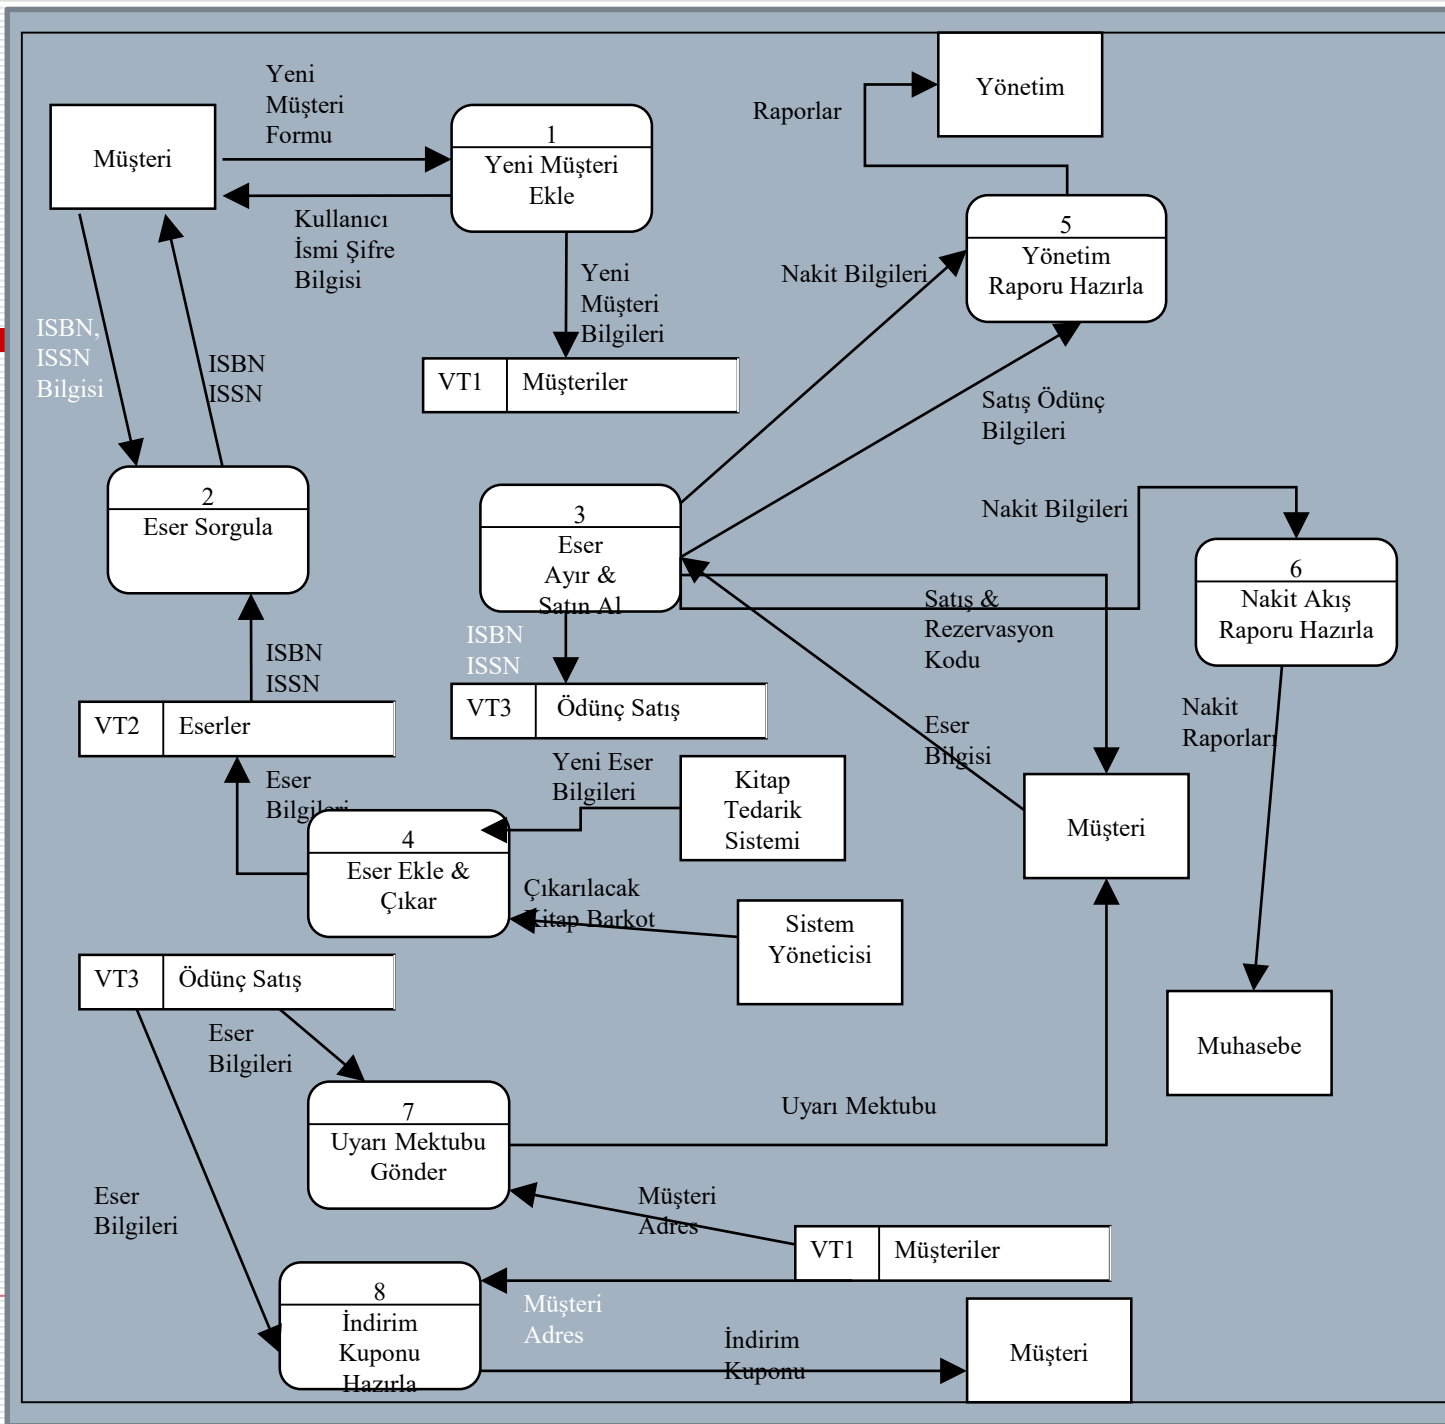 Yönetim
Yeni
Müşteri
Formu
Raporlar
Müşteri
1
Yeni Müşteri
Ekle
Kullanıcı
İsmi Şifre
Bilgisi
5
Yönetim
Raporu Hazırla
Nakit Bilgileri
Yeni
Müşteri
Bilgileri
ISBN,
ISSN
Bilgisi
ISBN
ISSN
VT1
Müşteriler
Satış Ödünç
Bilgileri
2
Eser Sorgula
3
Eser
Ayır &
Satın Al
Nakit Bilgileri
6
Nakit Akış
Raporu Hazırla
Satış &
Rezervasyon
Kodu
ISBN
ISSN
ISBN
ISSN
VT2
Eserler
VT3
Ödünç Satış
Eser
Bilgisi
Nakit
Raporları
Eser
Bilgileri
Yeni Eser
Bilgileri
Kitap
Tedarik
Sistemi
Müşteri
4
Eser Ekle &
Çıkar
Çıkarılacak
Kitap Barkot
Sistem
Yöneticisi
VT3
Ödünç Satış
Eser
Bilgileri
Muhasebe
7
Uyarı Mektubu
Gönder
Uyarı Mektubu
Eser
Bilgileri
Müşteri
Adres
VT1
Müşteriler
8
İndirim
Kuponu
Hazırla
Müşteri
Adres
İndirim
Kuponu
Müşteri